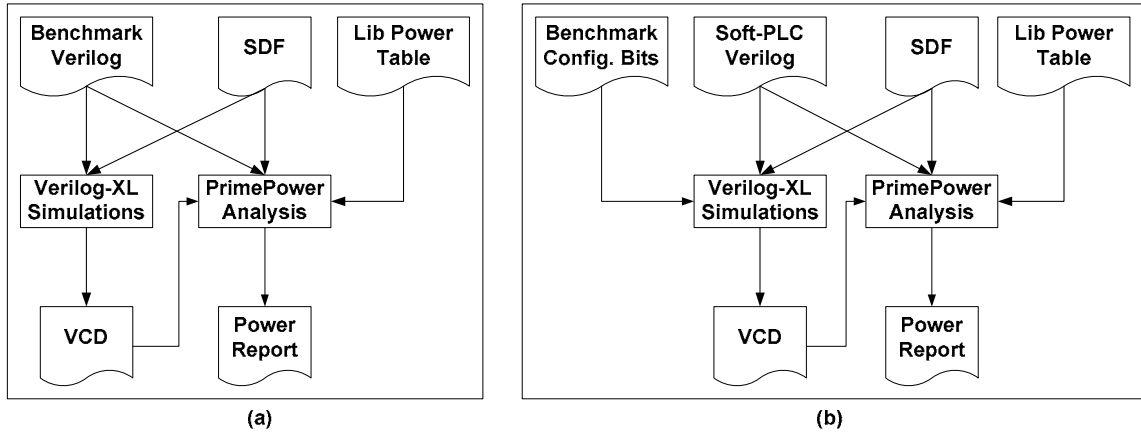 Benchmark
Verilog
SDF
Lib Power
Table
Verilog-XL
Simulations
PrimePower
Analysis
VCD
Power
Report
(a)
Benchmark
Config. Bits
Soft-PLC
Verilog
SDF
Lib Power
Table
Verilog-XL
Simulations
PrimePower
Analysis
VCD
Power
Report
(b)